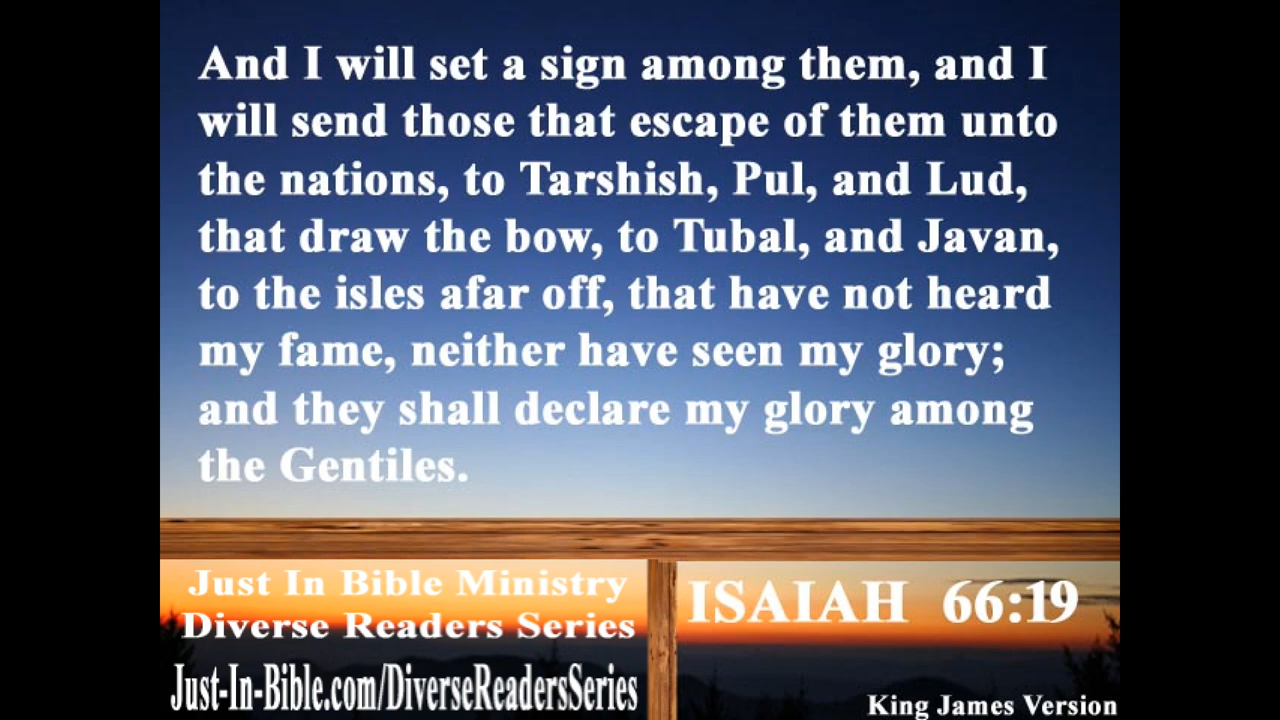 And I will set a sign among them, and I
will send those that escape of them unto
the nations, to Tarshish, Pul, and Lud,
that draw the bow, to Tubal, and Javan,
to the isles afar off, that have not heard
my fame, neither have seen my glory;
and they shall declare my glory among
the Gentiles.
Just In Bible Ministry
Diverse Readers Series
Just-In-Bible.com/DiverseReadersSeries
ISAIAH 66:19
King James Version